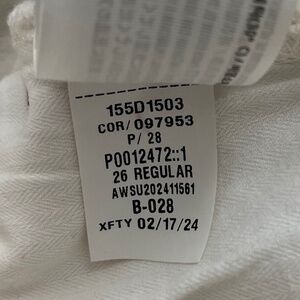 155D1503
COR/ 097953
P/ 28
P0012472::1
26 REGULAR
AWSU202411561
B-028
XFTY 02/17/24